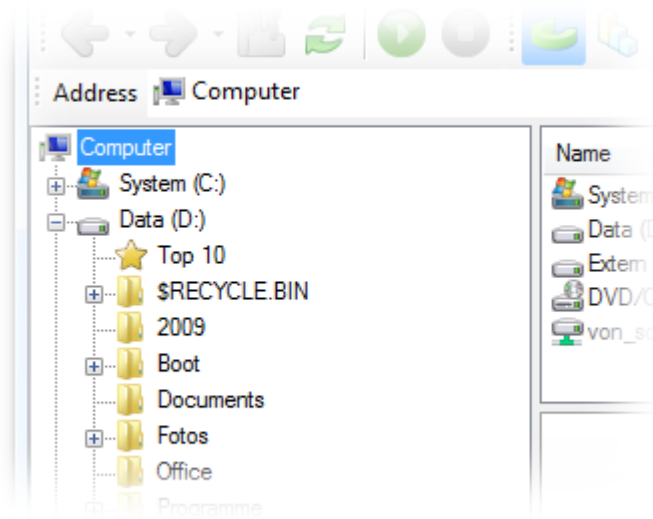 Address Computer
Computer
System (C:)
Data (D:)
Top 10
$RECYCLE.BIN
2009
Boot
Documents
Fotos
Office
Programme
Name
System
Data (
Extern
DVD/
von_sc